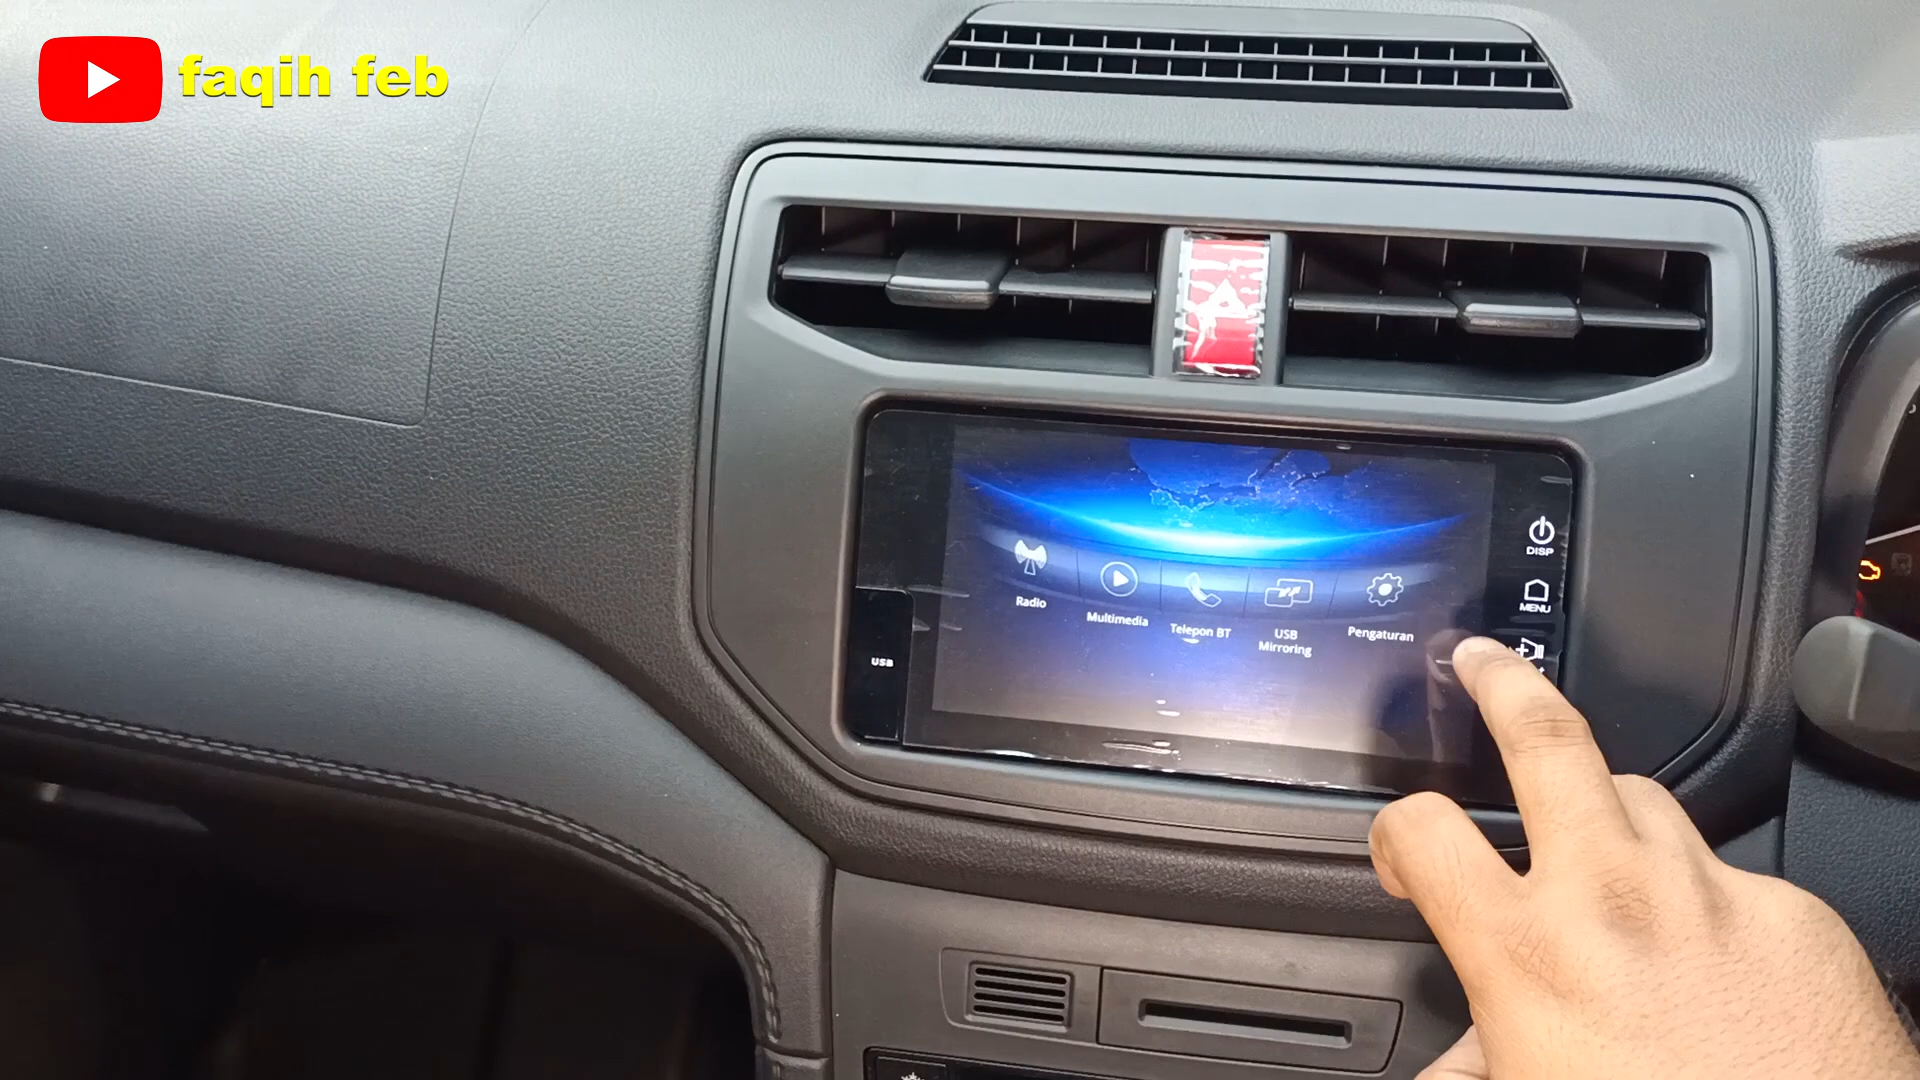 faqih feb
DISP
MENU
USB
Radio
Multimedia
Telepon BT
USB
Mirroring
Pengaturan